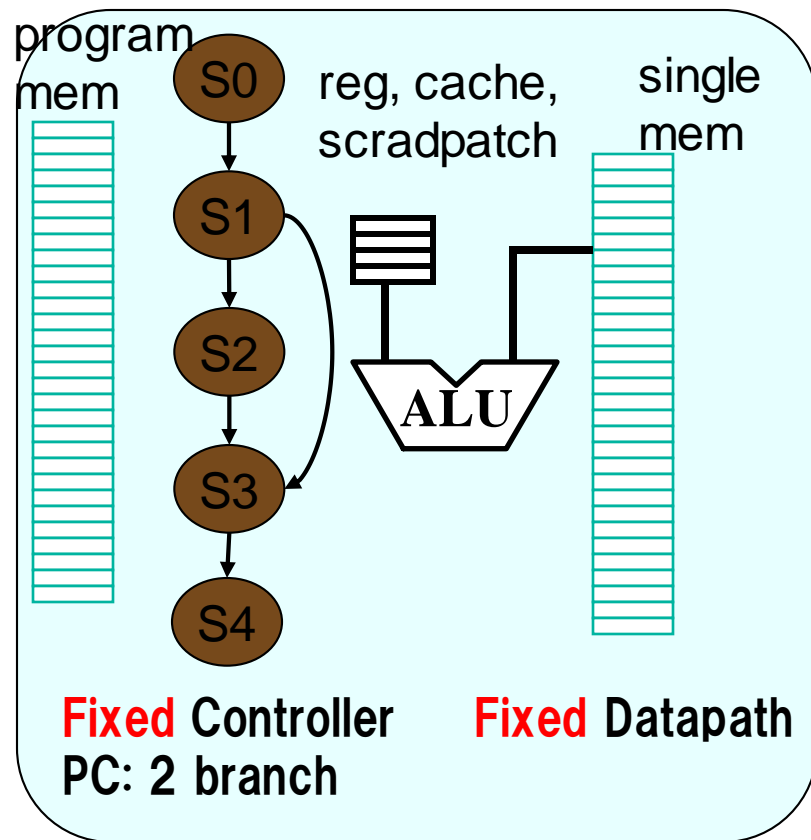 program
mem
S0
reg, cache,
scradpatch
single
mem
S1
S2
ALU
S3
S4
Fixed Controller
PC: 2 branch
Fixed Datapath